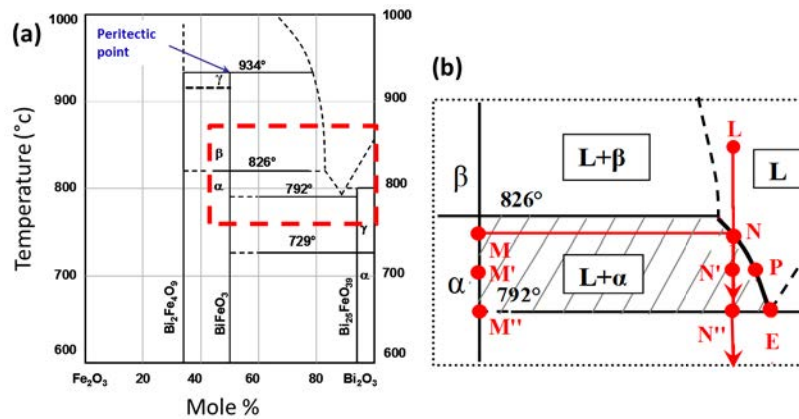 (a)
Peritectic
point
1000
900
800
700
600
1000
900
800
700
600
Temperature (°c)
934°
γ
β
826°
α
792°
γ
729°
α
Bi₂Fe₄O₉
BiFeO₃
Bi₂₅FeO₃₉
Fe₂O₃ 20 40 60 80 Bi₂O₃
Mole %
(b)
L
L+β
L
β
826°
N
M
M'
L+α
N'
P
α
792°
M''
N''
E